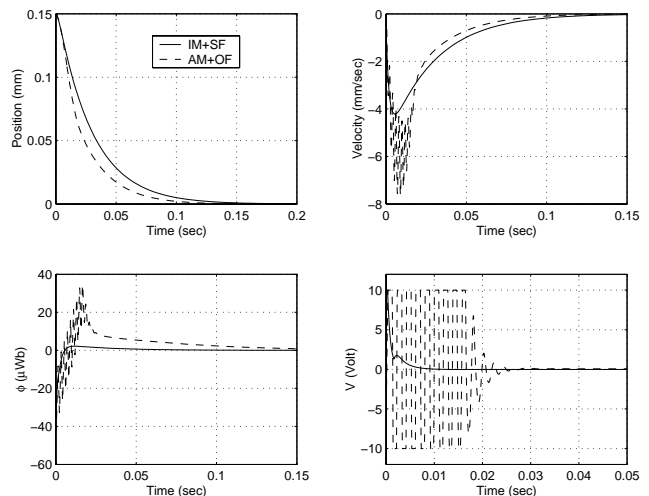 0.15
0.1
0.05
0
Position (mm)
0 0.05 0.1 0.15 0.2
Time (sec)
IM+SF
AM+OF
0
−2
−4
−6
−8
Velocity (mm/sec)
0 0.05 0.1 0.15
Time (sec)
40
20
0
−20
−40
−60
ϕ (μWb)
0 0.05 0.1 0.15
Time (sec)
10
5
0
−5
−10
V (Volt)
0 0.01 0.02 0.03 0.04 0.05
Time (sec)